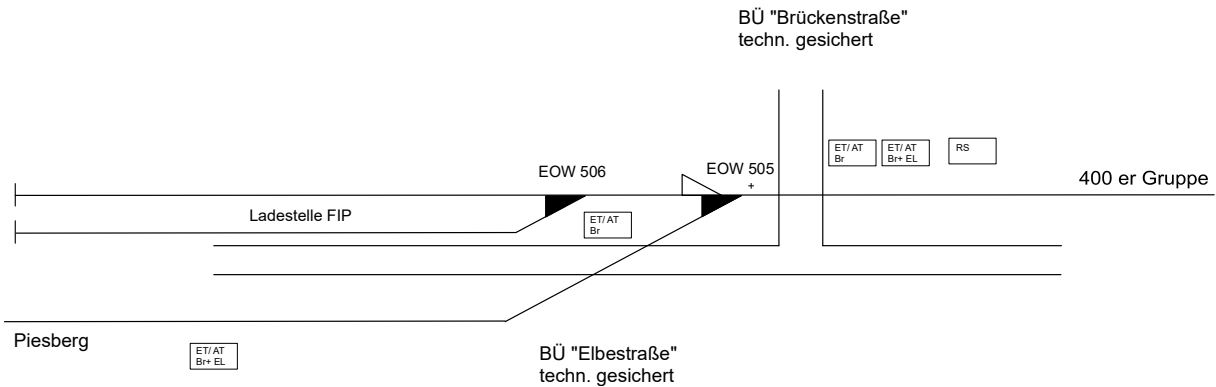 BÜ "Brückenstraße"
techn. gesichert
ET/ AT
Br
ET/ AT
Br+ EL
RS
EOW 506
EOW 505
+
400 er Gruppe
Ladestelle FIP
ET/ AT
Br
Piesberg
ET/ AT
Br+ EL
BÜ "Elbestraße"
techn. gesichert